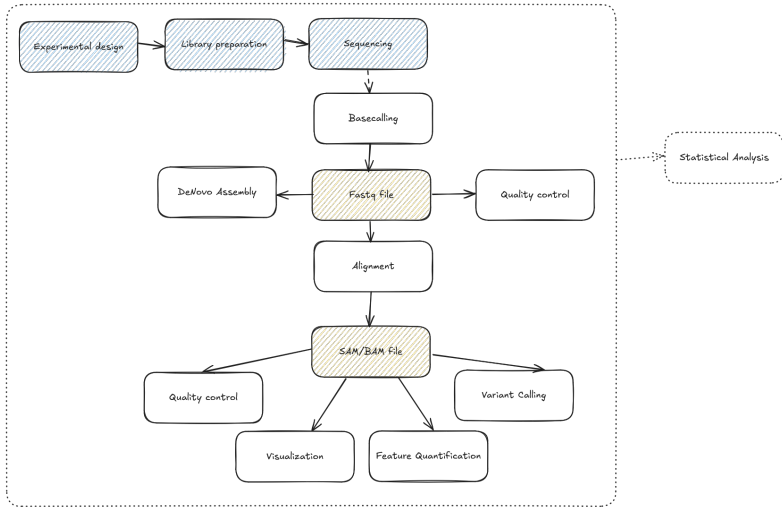 Experimental design
Library preparation
Sequencing
Basecalling
Statistical Analysis
DeNovo Assembly
Fastq file
Quality control
Alignment
SAM/BAM file
Quality control
Variant Calling
Visualization
Feature Quantification